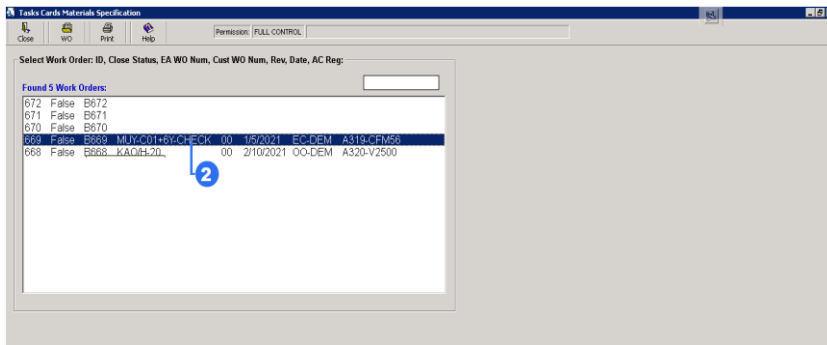 Tasks Cards Materials Specification
Close WO Print Help Permission: FULL CONTROL
Select Work Order: ID, Close Status, EA WO Num, Cust WO Num, Rev, Date, AC Reg:
Found 5 Work Orders:
672 False B672
671 False B671
670 False B670
669 False B669 MUY-C01+6Y-CHECK 00 1/5/2021 EC-DEM A319-CFM56
668 False B668 KAO/H-20 00 2/10/2021 OO-DEM A320-V2500
2